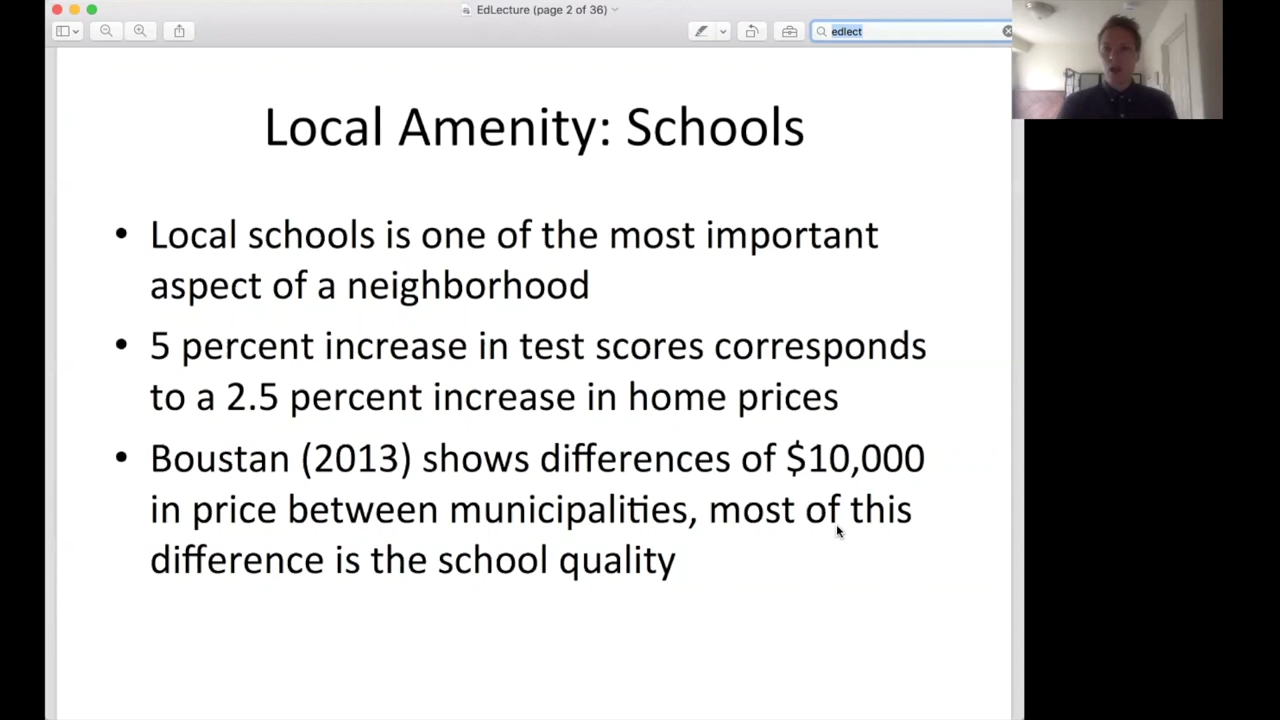 EdLecture (page 2 of 36)
edlect
Local Amenity: Schools
• Local schools is one of the most important
aspect of a neighborhood
• 5 percent increase in test scores corresponds
to a 2.5 percent increase in home prices
• Boustan (2013) shows differences of $10,000
in price between municipalities, most of this
difference is the school quality